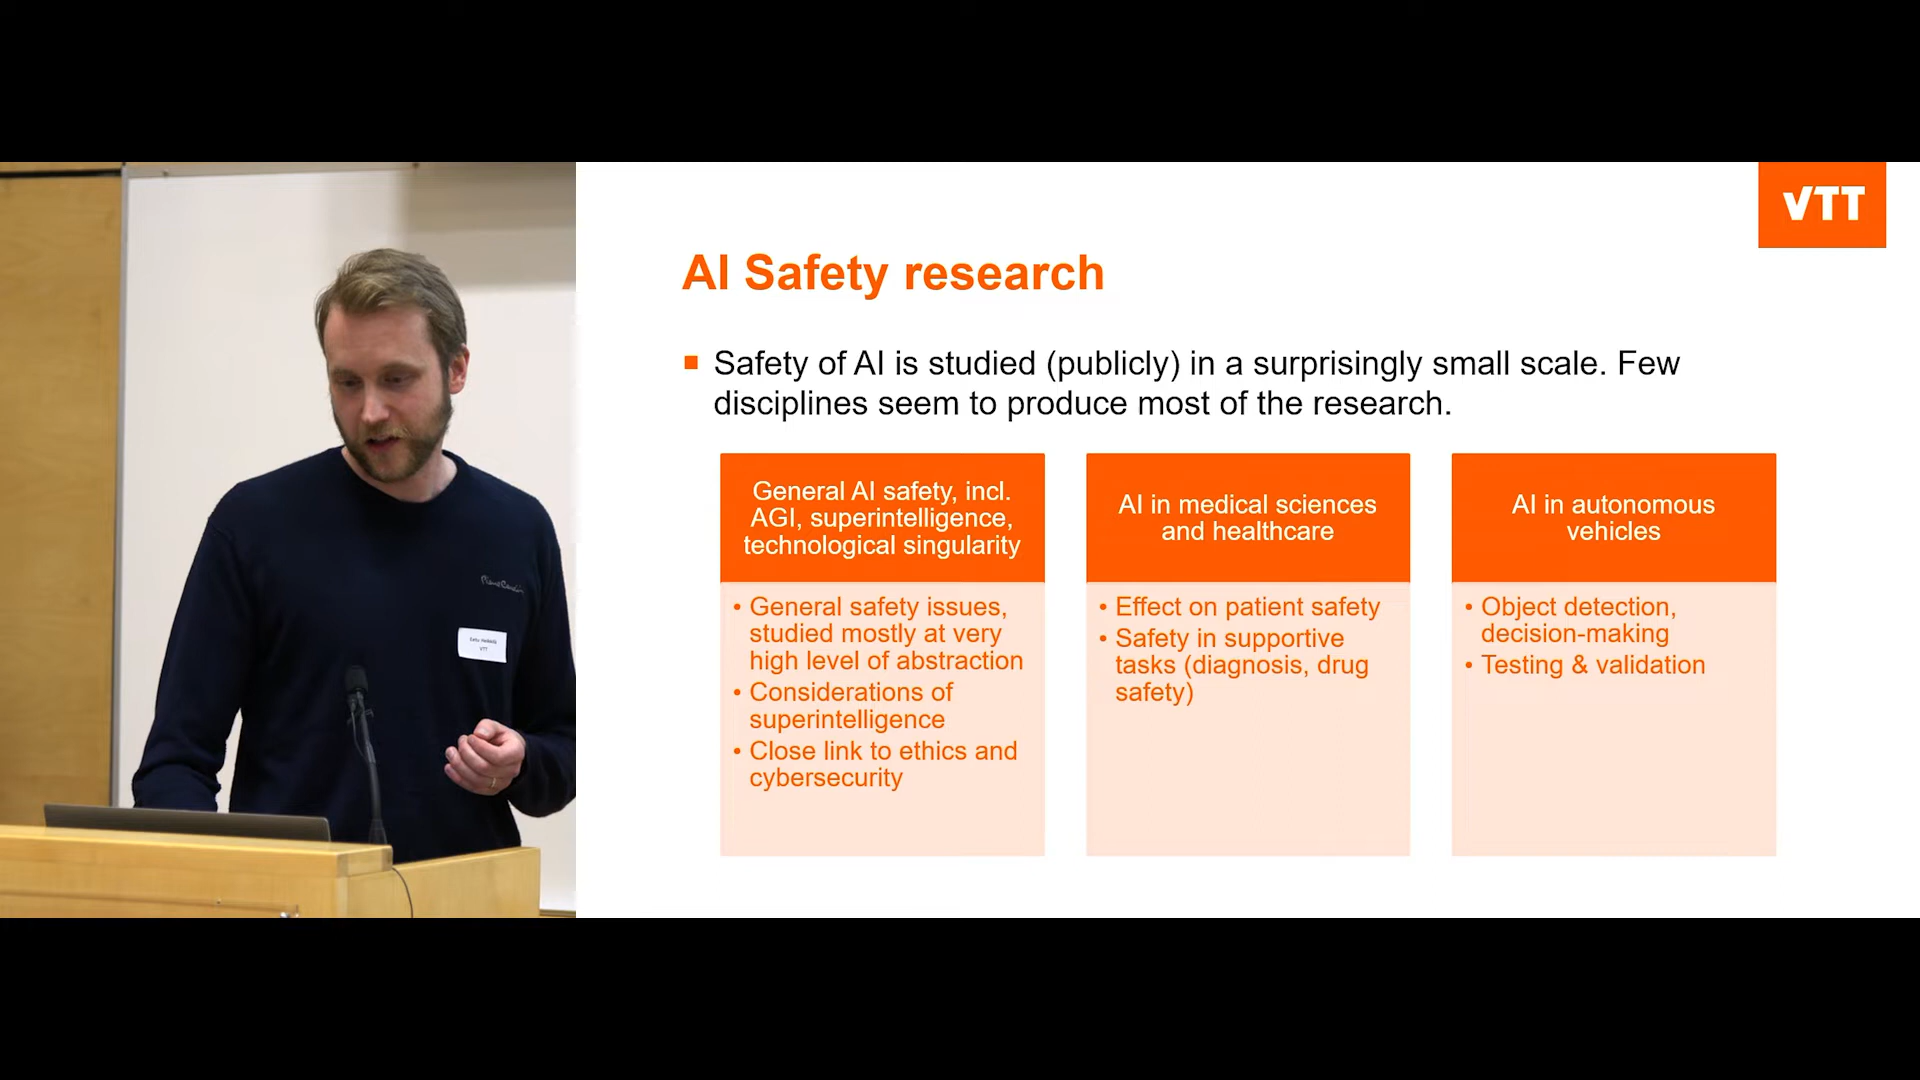 VTT
AI Safety research
Safety of AI is studied (publicly) in a surprisingly small scale. Few
disciplines seem to produce most of the research.
General AI safety, incl.
AGI, superintelligence,
technological singularity
• General safety issues,
studied mostly at very
high level of abstraction
• Considerations of
superintelligence
• Close link to ethics and
cybersecurity
AI in medical sciences
and healthcare
• Effect on patient safety
• Safety in supportive
tasks (diagnosis, drug
safety)
AI in autonomous
vehicles
• Object detection,
decision-making
• Testing & validation
Pierre Cardin
VTT